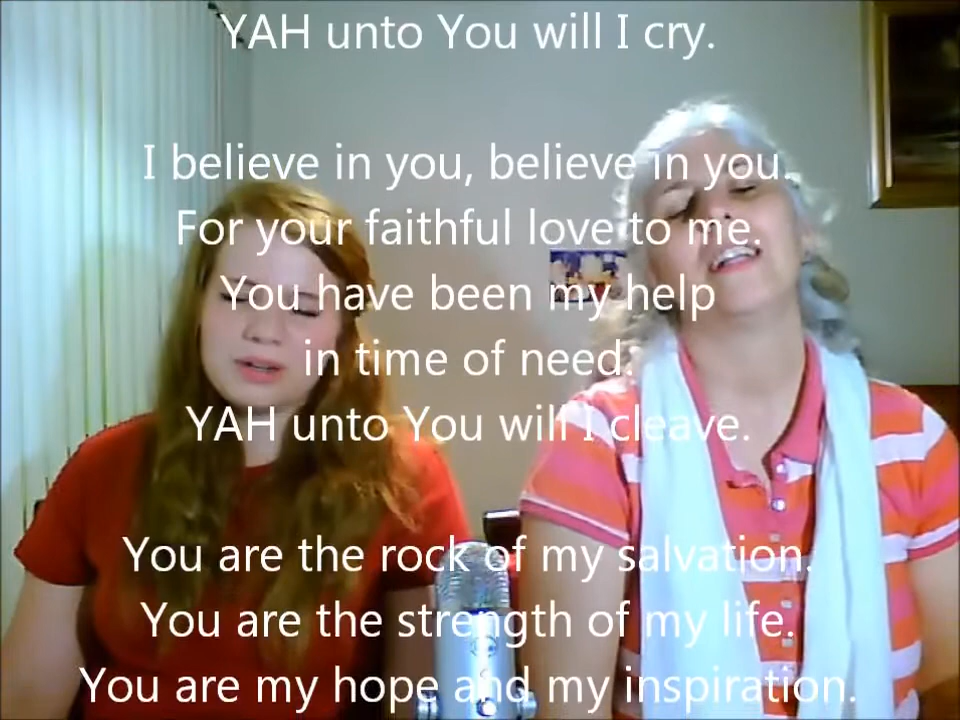 YAH unto You will I cry.
I believe in you, believe in you.
For your faithful love to me.
You have been my help
in time of need.
YAH unto You will I cleave.
You are the rock of my salvation.
You are the strength of my life.
You are my hope and my inspiration.